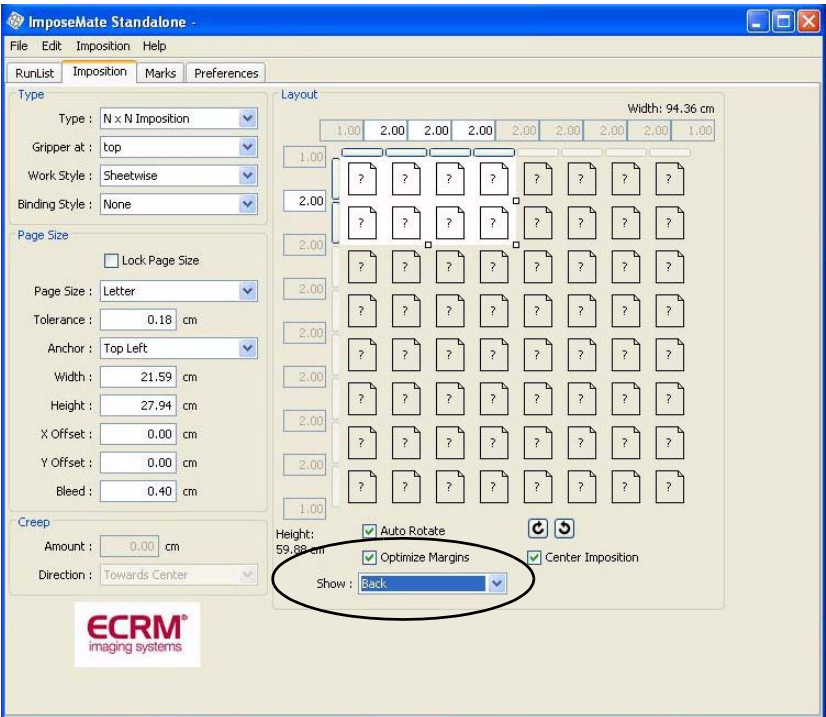 ImposeMate Standalone -
File Edit Imposition Help
RunList Imposition Marks Preferences
Type
Type : N x N Imposition
Gripper at : top
Work Style : Sheetwise
Binding Style : None
Page Size
Lock Page Size
Page Size : Letter
Tolerance : 0.18 cm
Anchor : Top Left
Width : 21.59 cm
Height : 27.94 cm
X Offset : 0.00 cm
Y Offset : 0.00 cm
Bleed : 0.40 cm
Creep
Amount : 0.00 cm
Direction : Towards Center
ECRM®
imaging systems
Layout
Width: 94.36 cm
1.00 2.00 2.00 2.00 2.00 2.00 2.00 2.00 1.00
1.00
? ? ? ? ? ? ? ?
2.00
? ? ? ? ? ? ? ?
2.00
? ? ? ? ? ? ? ?
2.00
? ? ? ? ? ? ? ?
2.00
? ? ? ? ? ? ? ?
2.00
? ? ? ? ? ? ? ?
2.00
? ? ? ? ? ? ? ?
2.00
? ? ? ? ? ? ? ?
1.00
Height:
59.88 cm
Auto Rotate
Optimize Margins Center Imposition
Show : Back